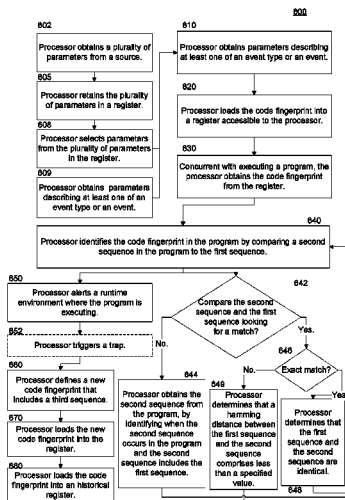 600
602
Processor obtains a plurality of
parameters from a source.
605
Processor retains the plurality
of parameters in a register.
608
Processor selects parameters
from the plurality of parameters
in the register.
609
Processor obtains parameters
describing at least one of an
event type or an event.
610
Processor obtains parameters describing
at least one of an event type or an event.
620
Processor loads the code fingerprint into
a register accessible to the processor.
630
Concurrent with executing a program, the
processor obtains the code fingerprint
from the register.
640
Processor identifies the code fingerprint in the program by comparing a second
sequence in the program to the first sequence.
650
Processor alerts a runtime
environment where the program is
executing.
652
Processor triggers a trap.
660
Processor defines a new
code fingerprint that
includes a third sequence.
670
Processor loads the new
code fingerprint into the
register.
680
Processor loads the code
fingerprint into an historical
register.
642
Compare the second
sequence and the first
sequence looking
for a match?
No.
Yes.
644
Processor obtains the
second sequence from
the program, by
identifying when the
second sequence
occurs in the program
and the second
sequence includes the
first sequence.
646
Exact match?
No.
Yes
649
Processor
determines that a
hamming
distance between
the first sequence
and the second
sequence
comprises less
than a specified
value.
Processor
determines that
the first
sequence and
the second
sequence are
identical.
648